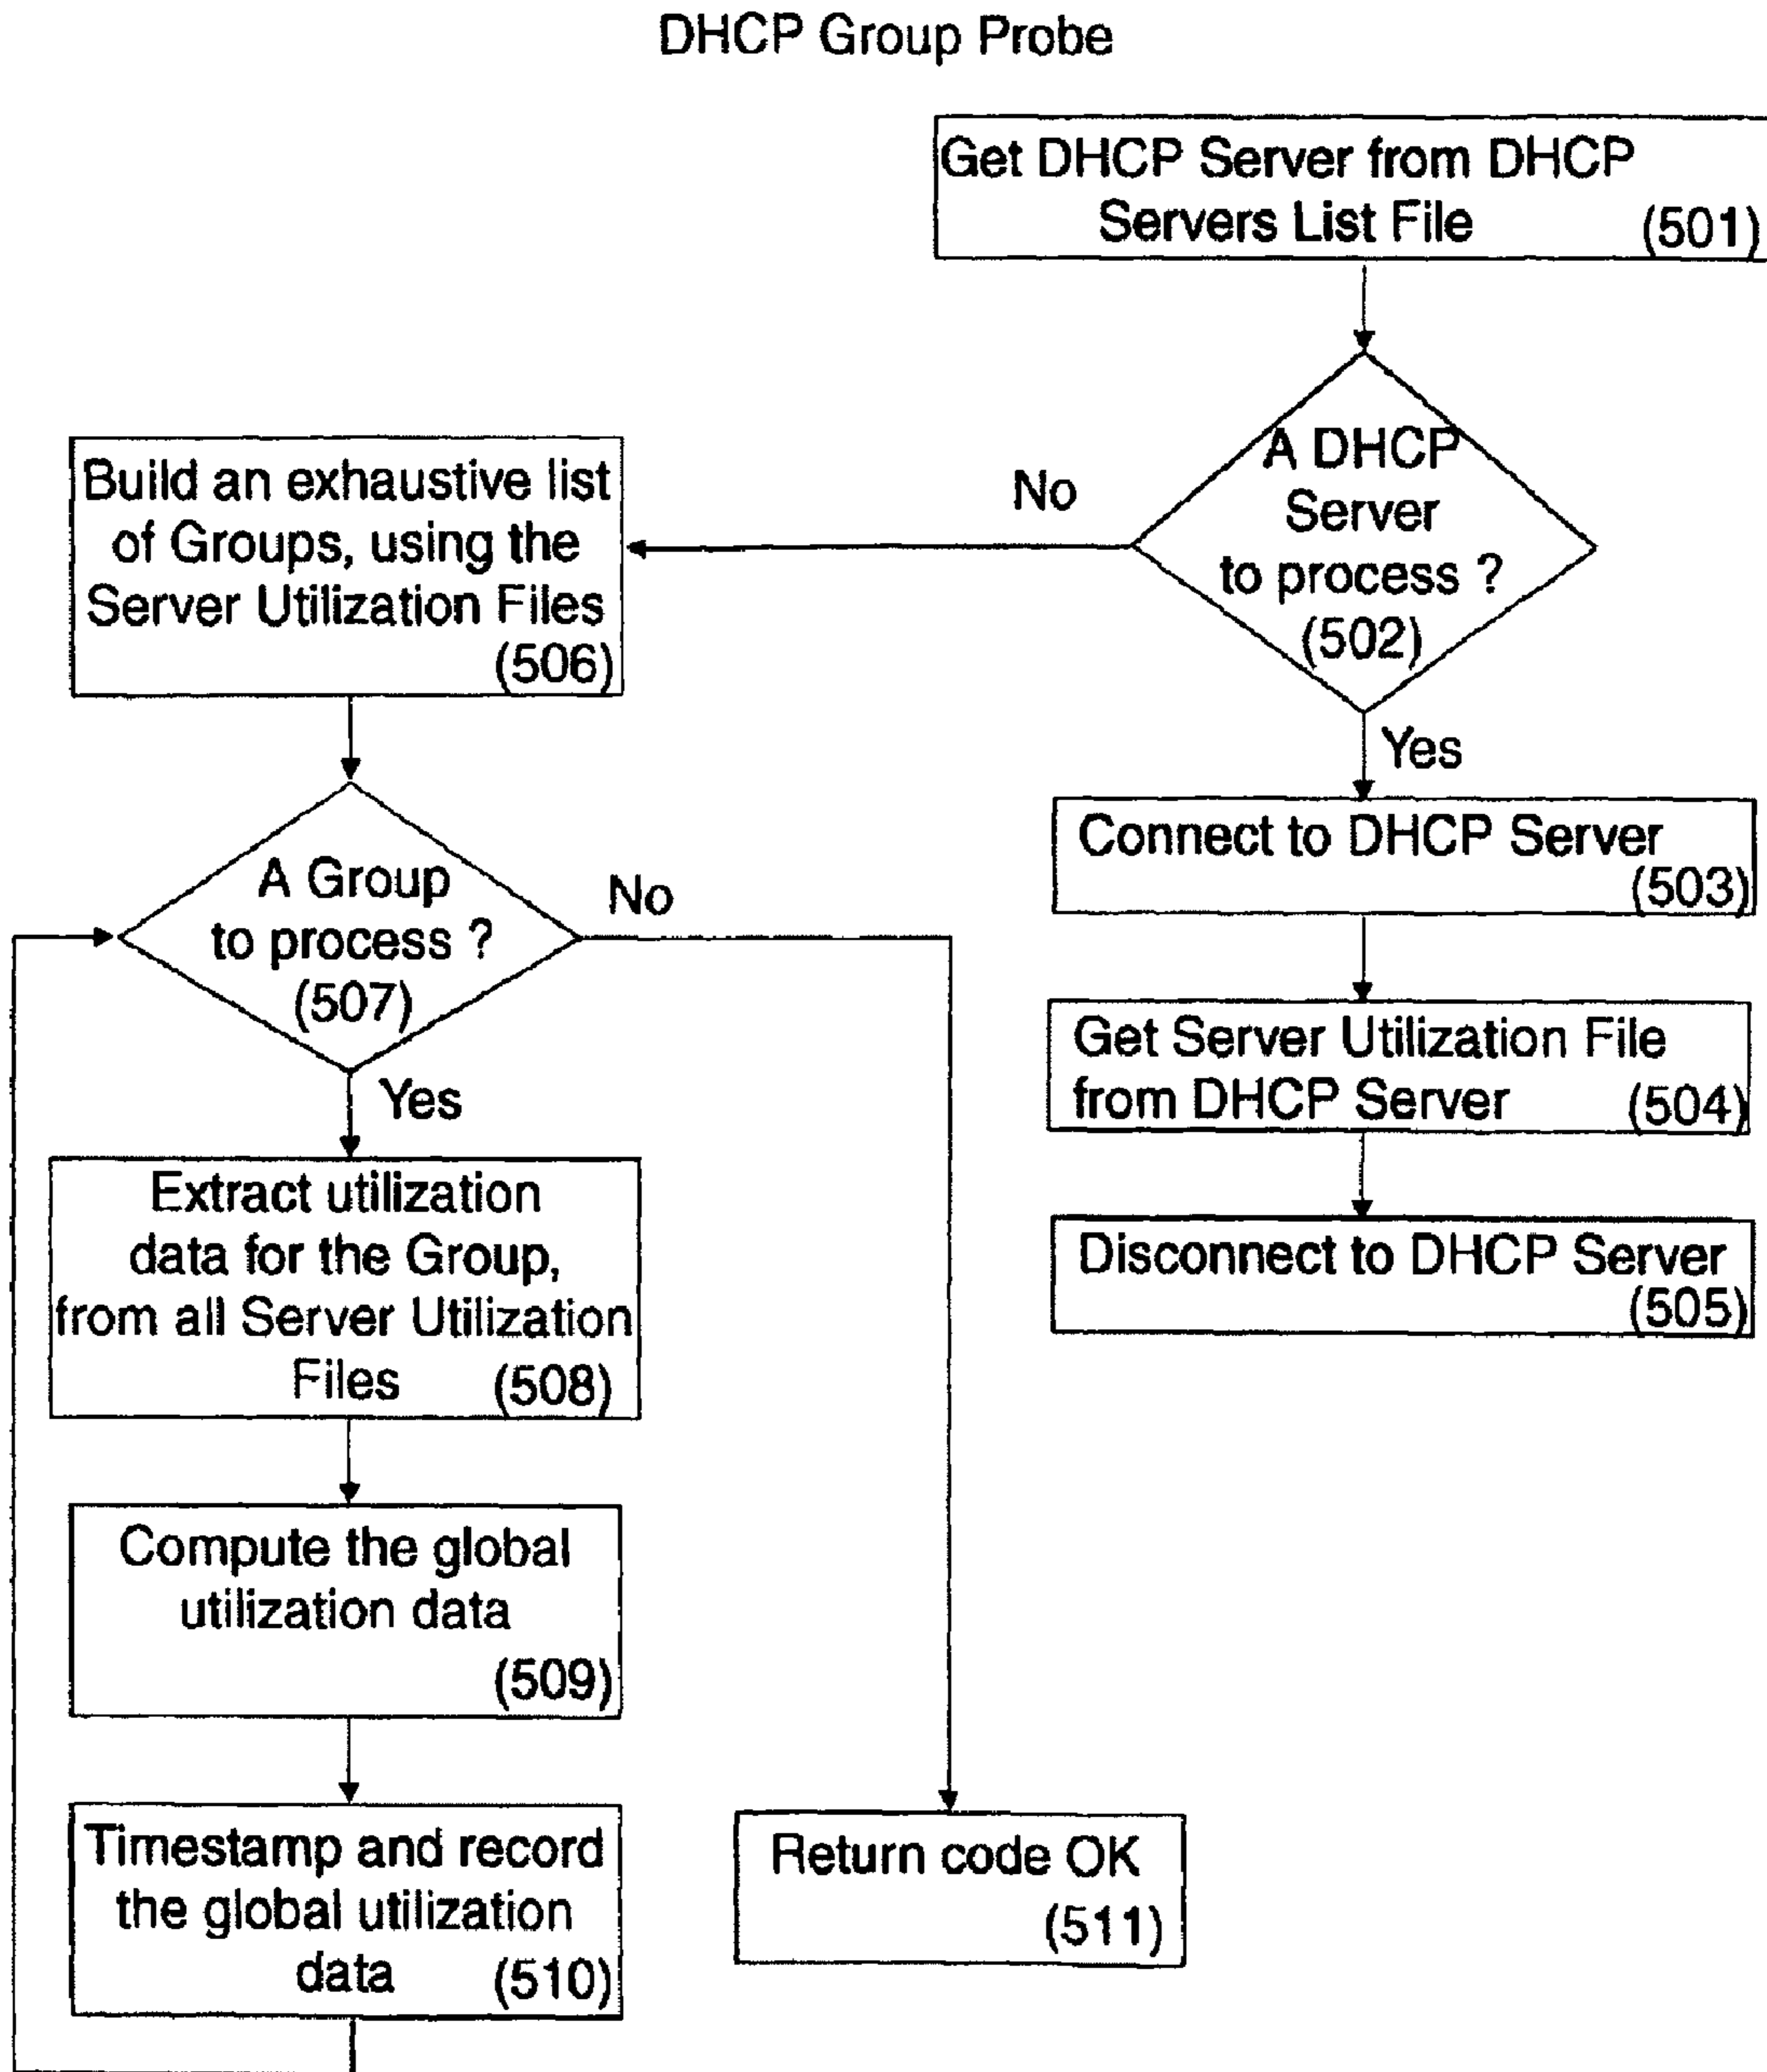 DHCP Group Probe
Get DHCP Server from DHCP
Servers List File (501)
A DHCP
Server
to process ?
(502)
No
Yes
Connect to DHCP Server
(503)
Get Server Utilization File
from DHCP Server (504)
Disconnect to DHCP Server
(505)
Build an exhaustive list
of Groups, using the
Server Utilization Files
(506)
A Group
to process ?
(507)
No
Yes
Extract utilization
data for the Group,
from all Server Utilization
Files (508)
Compute the global
utilization data
(509)
Timestamp and record
the global utilization
data (510)
Return code OK
(511)